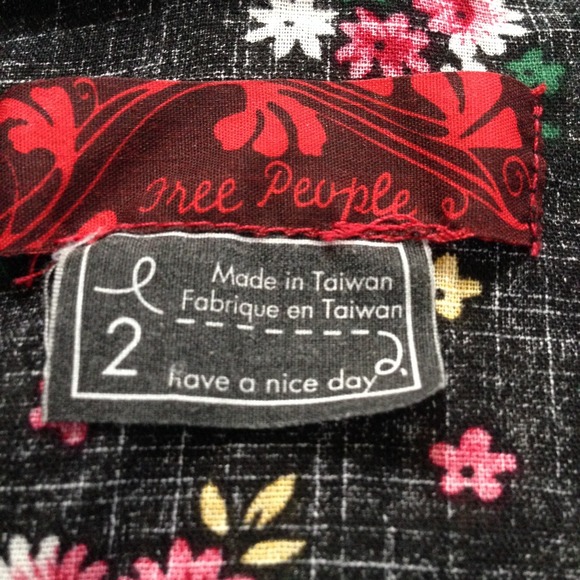 Free People
Made in Taiwan
Fabrique en Taiwan
2
have a nice day